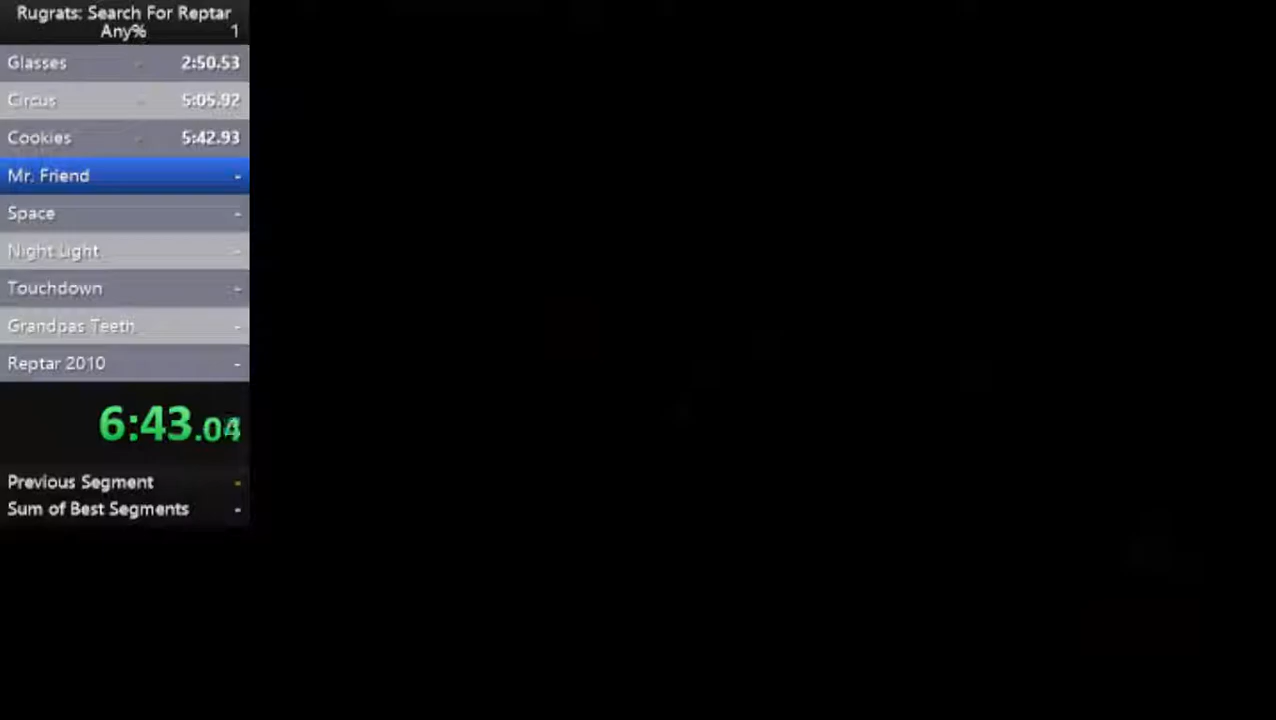 Rugrats: Search For Reptar
Any% 1
Glasses - 2:50.53
Circus - 5:05.92
Cookies - 5:42.93
Mr. Friend -
Space -
Night Light -
Touchdown -
Grandpas Teeth -
Reptar 2010 -
6:43.04
Previous Segment -
Sum of Best Segments -